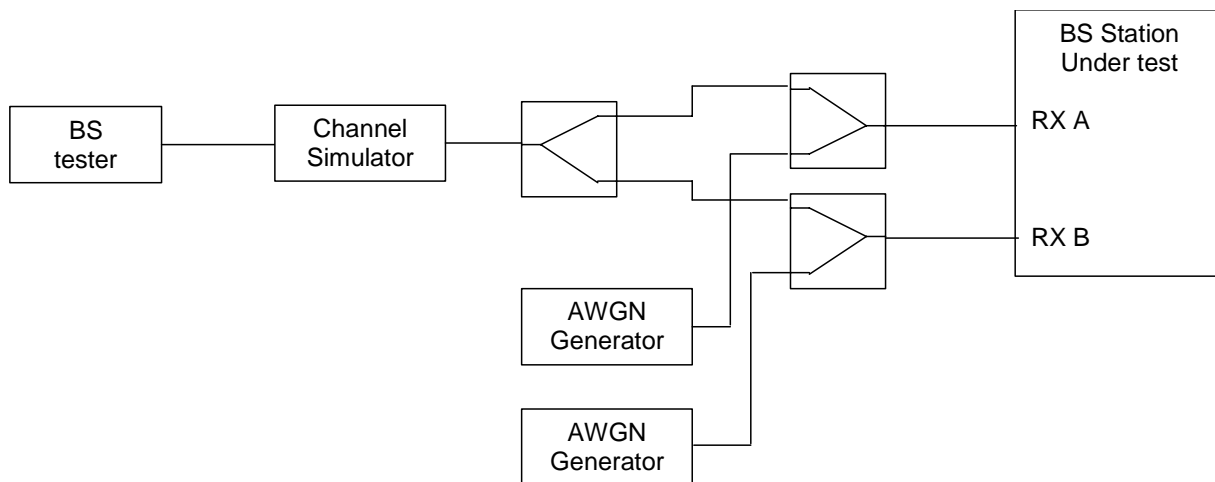 BS Station
Under test
BS
tester
Channel
Simulator
RX A
RX B
AWGN
Generator
AWGN
Generator